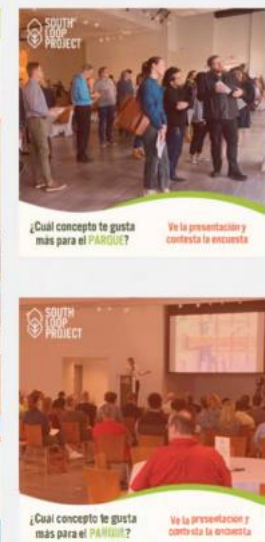 SOUTH
LOOP
PROJECT
¿Cuál concepto te gusta
más para el PARQUE?
Ve la presentación y
contesta la encuesta
SOUTH
LOOP
PROJECT
¿Cuál concepto te gusta
más para el PARQUE?
Ve la presentación y
contesta la encuesta